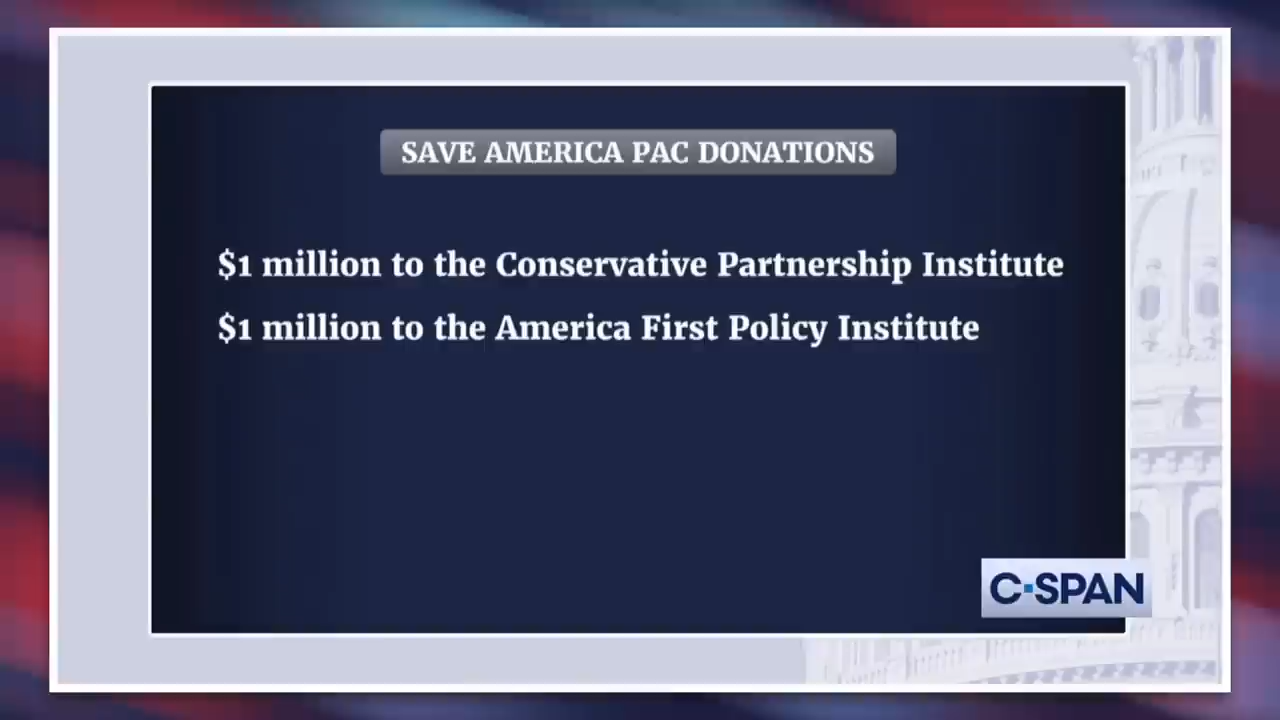 SAVE AMERICA PAC DONATIONS
$1 million to the Conservative Partnership Institute
$1 million to the America First Policy Institute
C-SPAN